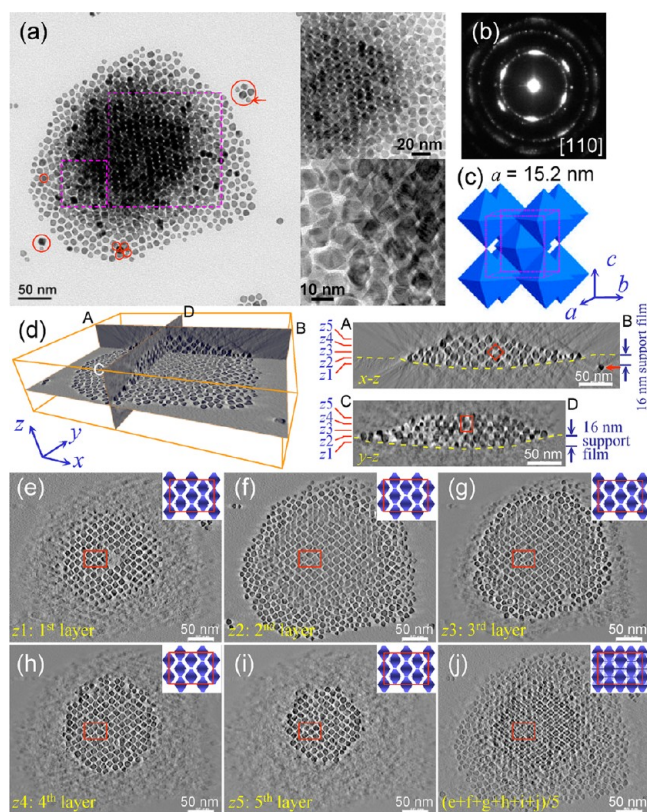 (a)
50 nm
20 nm
10 nm
(b)
[110]
(c) a = 15.2 nm
c
b
a
(d)
A
D
B
C
z
y
x
A
B
z5
z4
z3
z2
z1
x-z
50 nm
16 nm support film
C
D
z5
z4
z3
z2
z1
y-z
50 nm
16 nm
support
film
(e)
z1: 1st layer
50 nm
(f)
z2: 2nd layer
50 nm
(g)
z3: 3rd layer
50 nm
(h)
z4: 4th layer
50 nm
(i)
z5: 5th layer
50 nm
(j)
(e+f+g+h+i+j)/5
50 nm